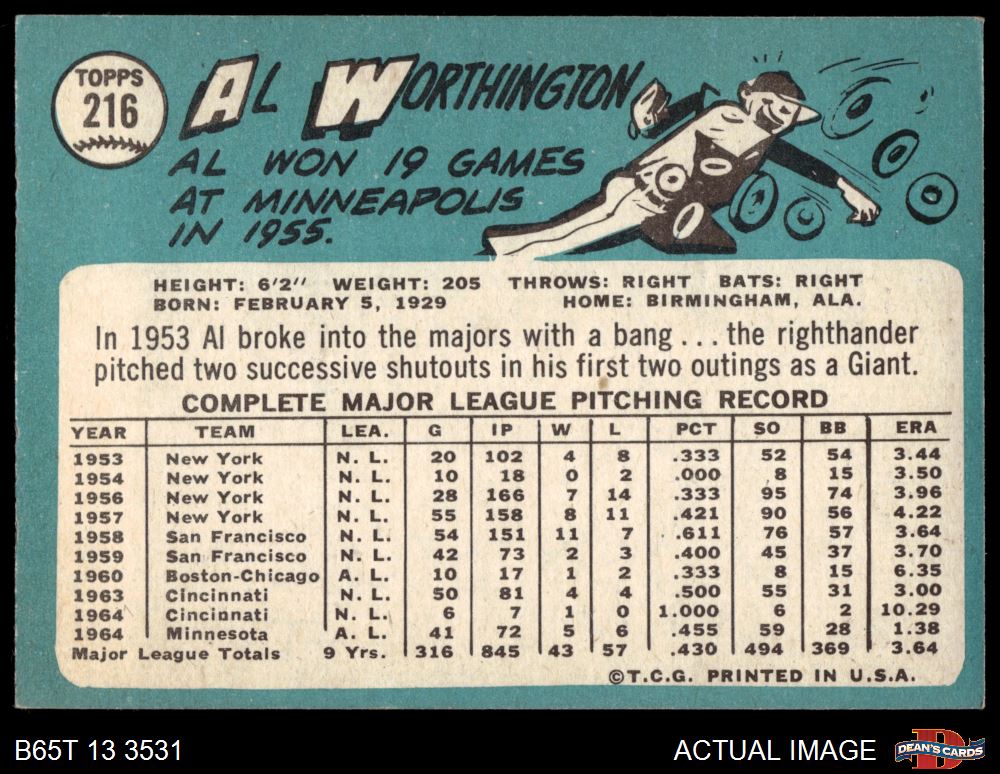 TOPPS
216
AL WORTHINGTON
AL WON 19 GAMES
AT MINNEAPOLIS
IN 1955.
HEIGHT: 6'2" WEIGHT: 205 THROWS: RIGHT BATS: RIGHT
BORN: FEBRUARY 5, 1929 HOME: BIRMINGHAM, ALA.
In 1953 Al broke into the majors with a bang... the righthander
pitched two successive shutouts in his first two outings as a Giant.
COMPLETE MAJOR LEAGUE PITCHING RECORD
YEAR TEAM LEA. G IP W L PCT SO BB ERA
1953 New York N. L. 20 102 4 8 .333 52 54 3.44
1954 New York N. L. 10 18 0 2 .000 8 15 3.50
1956 New York N. L. 28 166 7 14 .333 95 74 3.96
1957 New York N. L. 55 158 8 11 .421 90 56 4.22
1958 San Francisco N. L. 54 151 11 7 .611 76 57 3.64
1959 San Francisco N. L. 42 73 2 3 .400 45 37 3.70
1960 Boston-Chicago A. L. 10 17 1 2 .333 8 15 6.35
1963 Cincinnati N. L. 50 81 4 4 .500 55 31 3.00
1964 Cincinnati N. L. 6 7 1 0 1.000 6 2 10.29
1964 Minnesota A. L. 41 72 5 6 .455 59 28 1.38
Major League Totals 9 Yrs. 316 845 43 57 .430 494 369 3.64
©T.C.G. PRINTED IN U.S.A.
B65T 13 3531 ACTUAL IMAGE DEAN'S CARDS